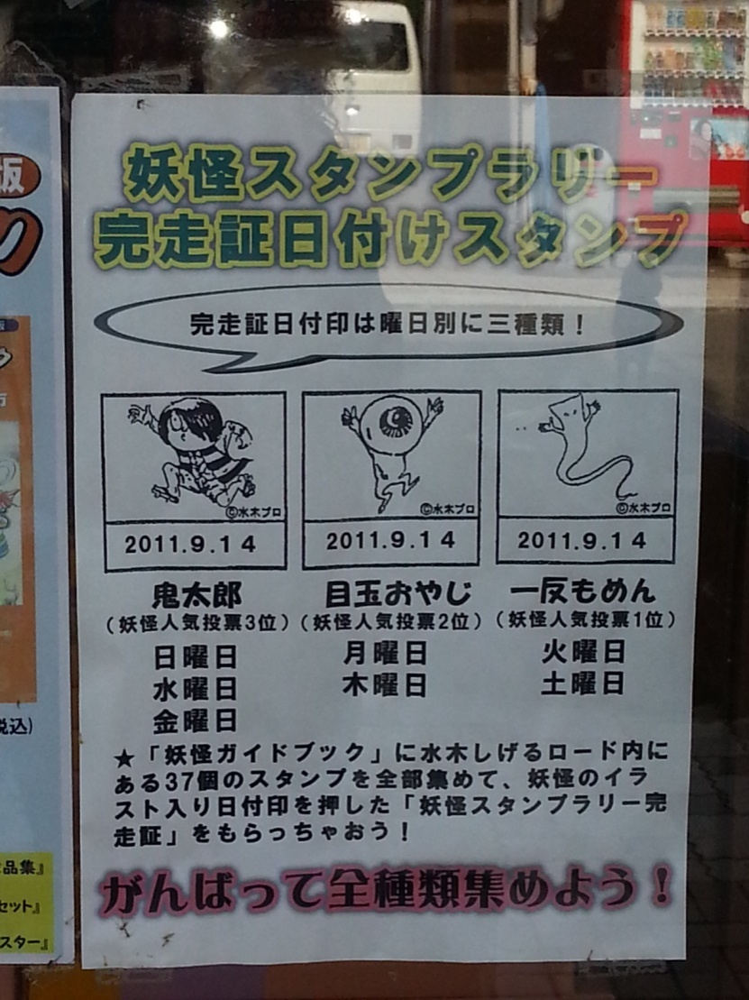 妖怪スタンプラリー
完走証日付けスタンプ
完走証日付印は曜日別に三種類！
©水木プロ
©水木プロ
©水木プロ
2011.9.14
2011.9.14
2011.9.14
鬼太郎
（妖怪人気投票3位）
日曜日
水曜日
金曜日
目玉おやじ
（妖怪人気投票2位）
月曜日
木曜日
一反もめん
（妖怪人気投票1位）
火曜日
土曜日
★「妖怪ガイドブック」に水木しげるロード内に
ある37個のスタンプを全部集めて、妖怪のイラ
スト入り日付印を押した「妖怪スタンプラリー完
走証」をもらっちゃおう！
がんばって全種類集めよう！
版
税込)
品集』
セット』
スター』